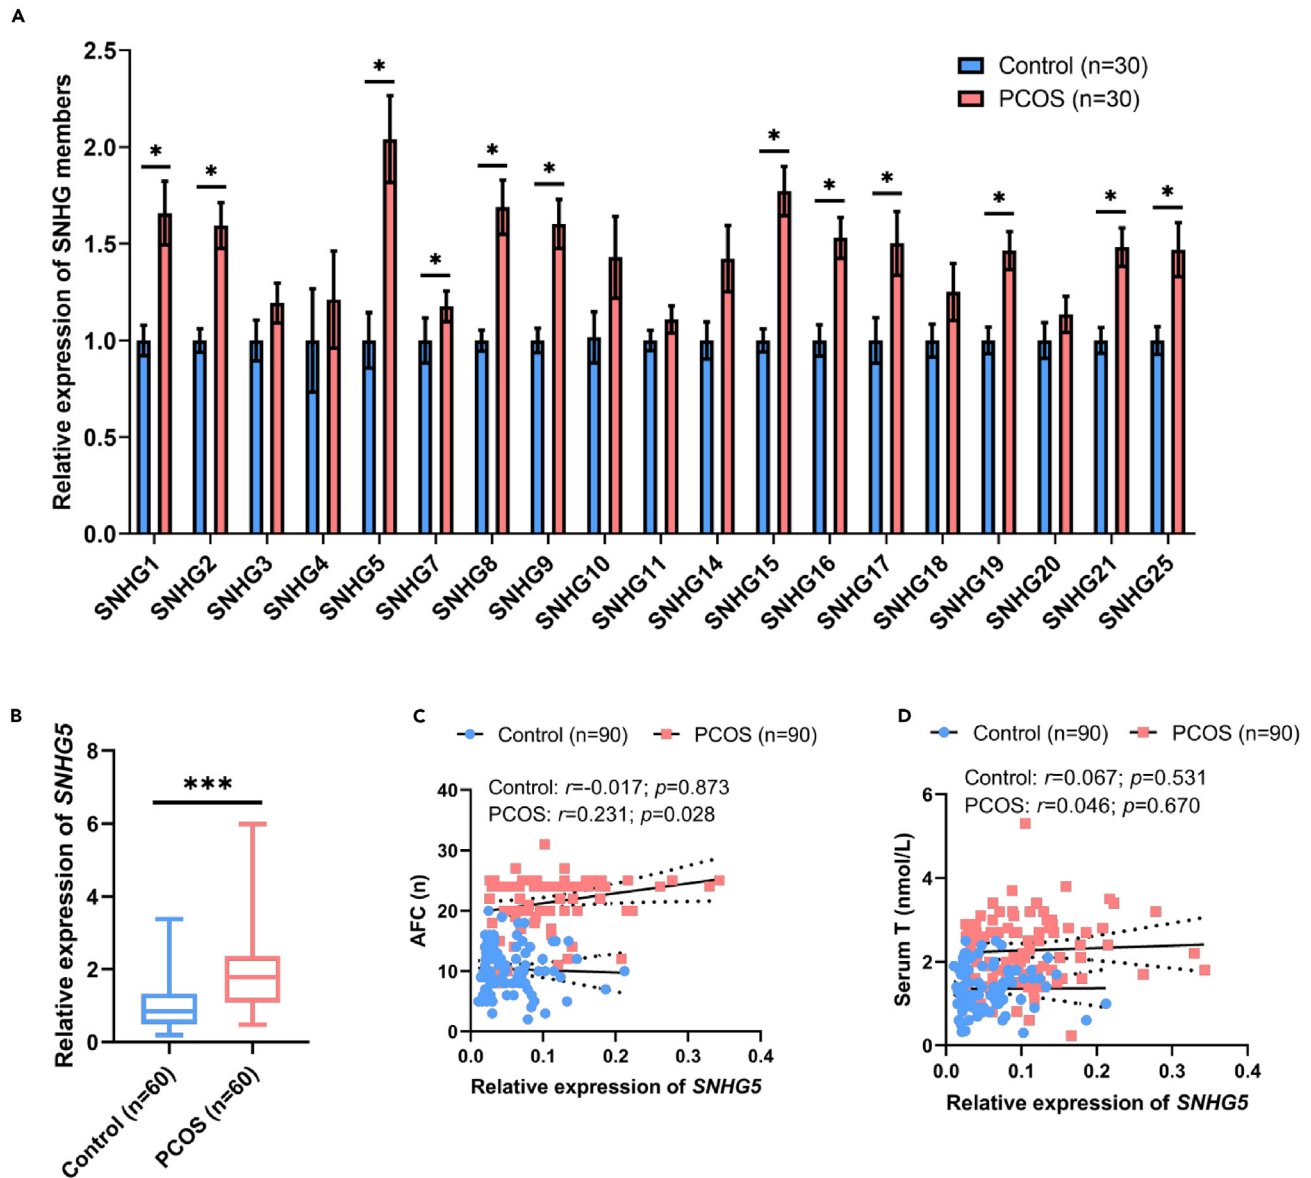 A
Relative expression of SNHG members
2.5
2.0
1.5
1.0
0.5
0.0
Control (n=30)
PCOS (n=30)
*
*
*
*
*
*
*
*
*
*
*
*
SNHG1
SNHG2
SNHG3
SNHG4
SNHG5
SNHG7
SNHG8
SNHG9
SNHG10
SNHG11
SNHG14
SNHG15
SNHG16
SNHG17
SNHG18
SNHG19
SNHG20
SNHG21
SNHG25
B
Relative expression of SNHG5
8
6
4
2
0
***
Control (n=60)
PCOS (n=60)
C
Control (n=90) PCOS (n=90)
Control: r=-0.017; p=0.873
PCOS: r=0.231; p=0.028
AFC (n)
40
30
20
10
0
0.0 0.1 0.2 0.3 0.4
Relative expression of SNHG5
D
Control (n=90) PCOS (n=90)
Control: r=0.067; p=0.531
PCOS: r=0.046; p=0.670
Serum T (nmol/L)
6
4
2
0
0.0 0.1 0.2 0.3 0.4
Relative expression of SNHG5